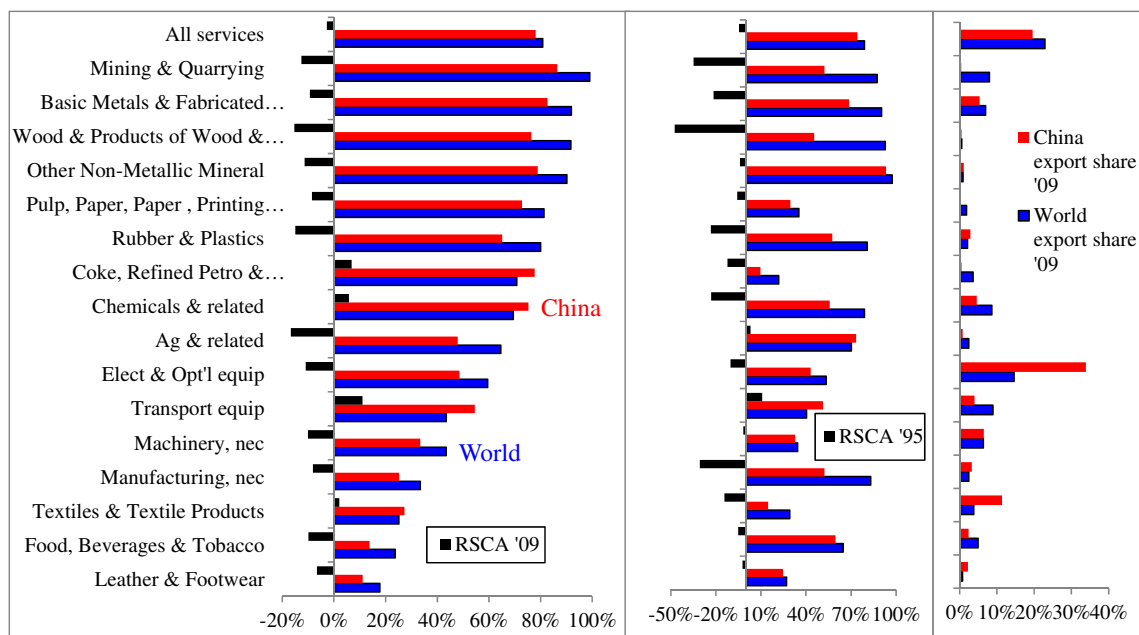 All services
Mining & Quarrying
Basic Metals & Fabricated…
Wood & Products of Wood &…
Other Non-Metallic Mineral
Pulp, Paper, Paper , Printing…
Rubber & Plastics
Coke, Refined Petro &…
Chemicals & related
Ag & related
Elect & Opt'l equip
Transport equip
Machinery, nec
Manufacturing, nec
Textiles & Textile Products
Food, Beverages & Tobacco
Leather & Footwear
China
World
RSCA '09
-20% 0% 20% 40% 60% 80% 100%
RSCA '95
-50% -20% 10% 40% 70% 100%
China
export share
'09
World
export share
'09
0% 10% 20% 30% 40%